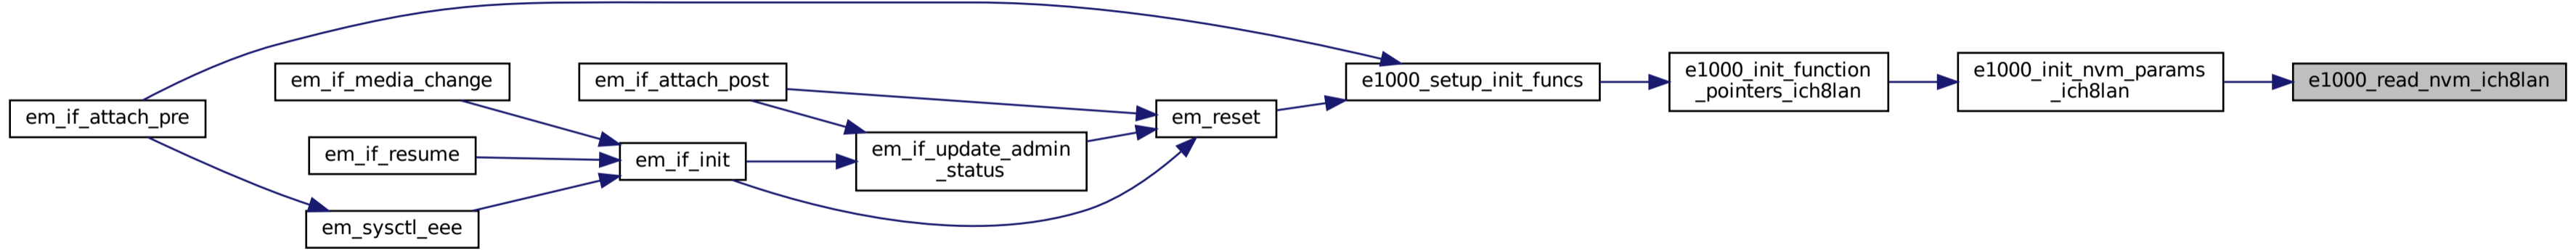 em_if_attach_pre
em_if_media_change
em_if_resume
em_sysctl_eee
em_if_attach_post
em_if_init
em_if_update_admin
_status
em_reset
e1000_setup_init_funcs
e1000_init_function
_pointers_ich8lan
e1000_init_nvm_params
_ich8lan
e1000_read_nvm_ich8lan